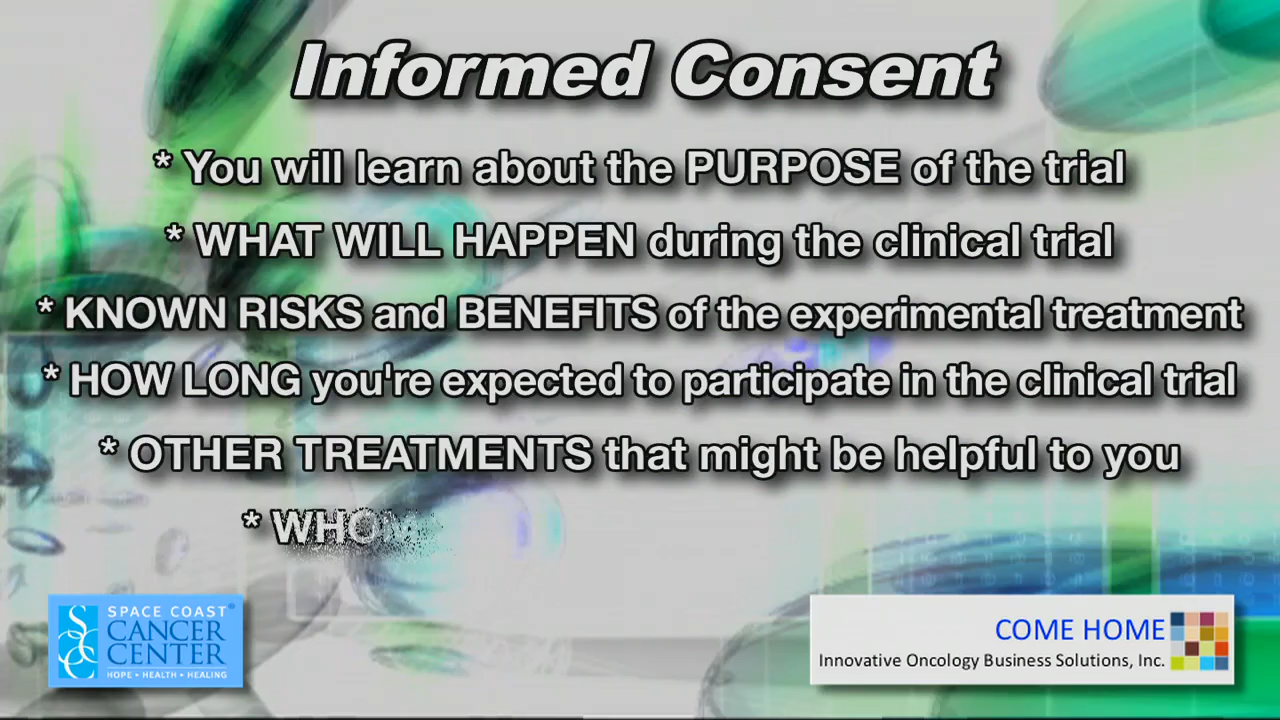 Informed Consent
* You will learn about the PURPOSE of the trial
* WHAT WILL HAPPEN during the clinical trial
* KNOWN RISKS and BENEFITS of the experimental treatment
* HOW LONG you're expected to participate in the clinical trial
* OTHER TREATMENTS that might be helpful to you
* WHOM
SPACE COAST®
CANCER
CENTER
HOPE • HEALTH • HEALING
COME HOME
Innovative Oncology Business Solutions, Inc.